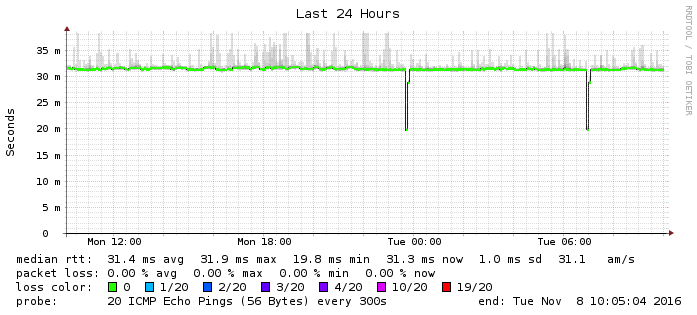 Last 24 Hours
RRDTOOL / TOBI OETIKER
Seconds
35 m
30 m
25 m
20 m
15 m
10 m
5 m
0
Mon 12:00 Mon 18:00 Tue 00:00 Tue 06:00
median rtt: 31.4 ms avg 31.9 ms max 19.8 ms min 31.3 ms now 1.0 ms sd 31.1 am/s
packet loss: 0.00 % avg 0.00 % max 0.00 % min 0.00 % now
loss color: 0 1/20 2/20 3/20 4/20 10/20 19/20
probe: 20 ICMP Echo Pings (56 Bytes) every 300s end: Tue Nov 8 10:05:04 2016